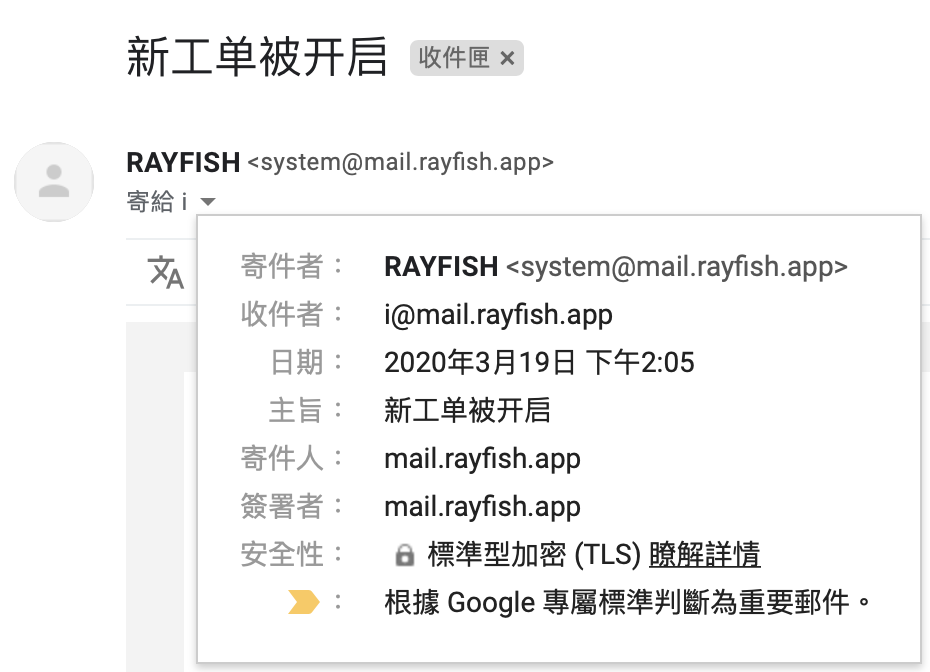 新工单被开启 收件匣 ×
RAYFISH <system@mail.rayfish.app>
寄給 i
寄件者： RAYFISH <system@mail.rayfish.app>
收件者： i@mail.rayfish.app
日期： 2020年3月19日 下午2:05
主旨： 新工单被开启
寄件人： mail.rayfish.app
簽署者： mail.rayfish.app
安全性： 標準型加密 (TLS) 瞭解詳情
： 根據 Google 專屬標準判斷為重要郵件。